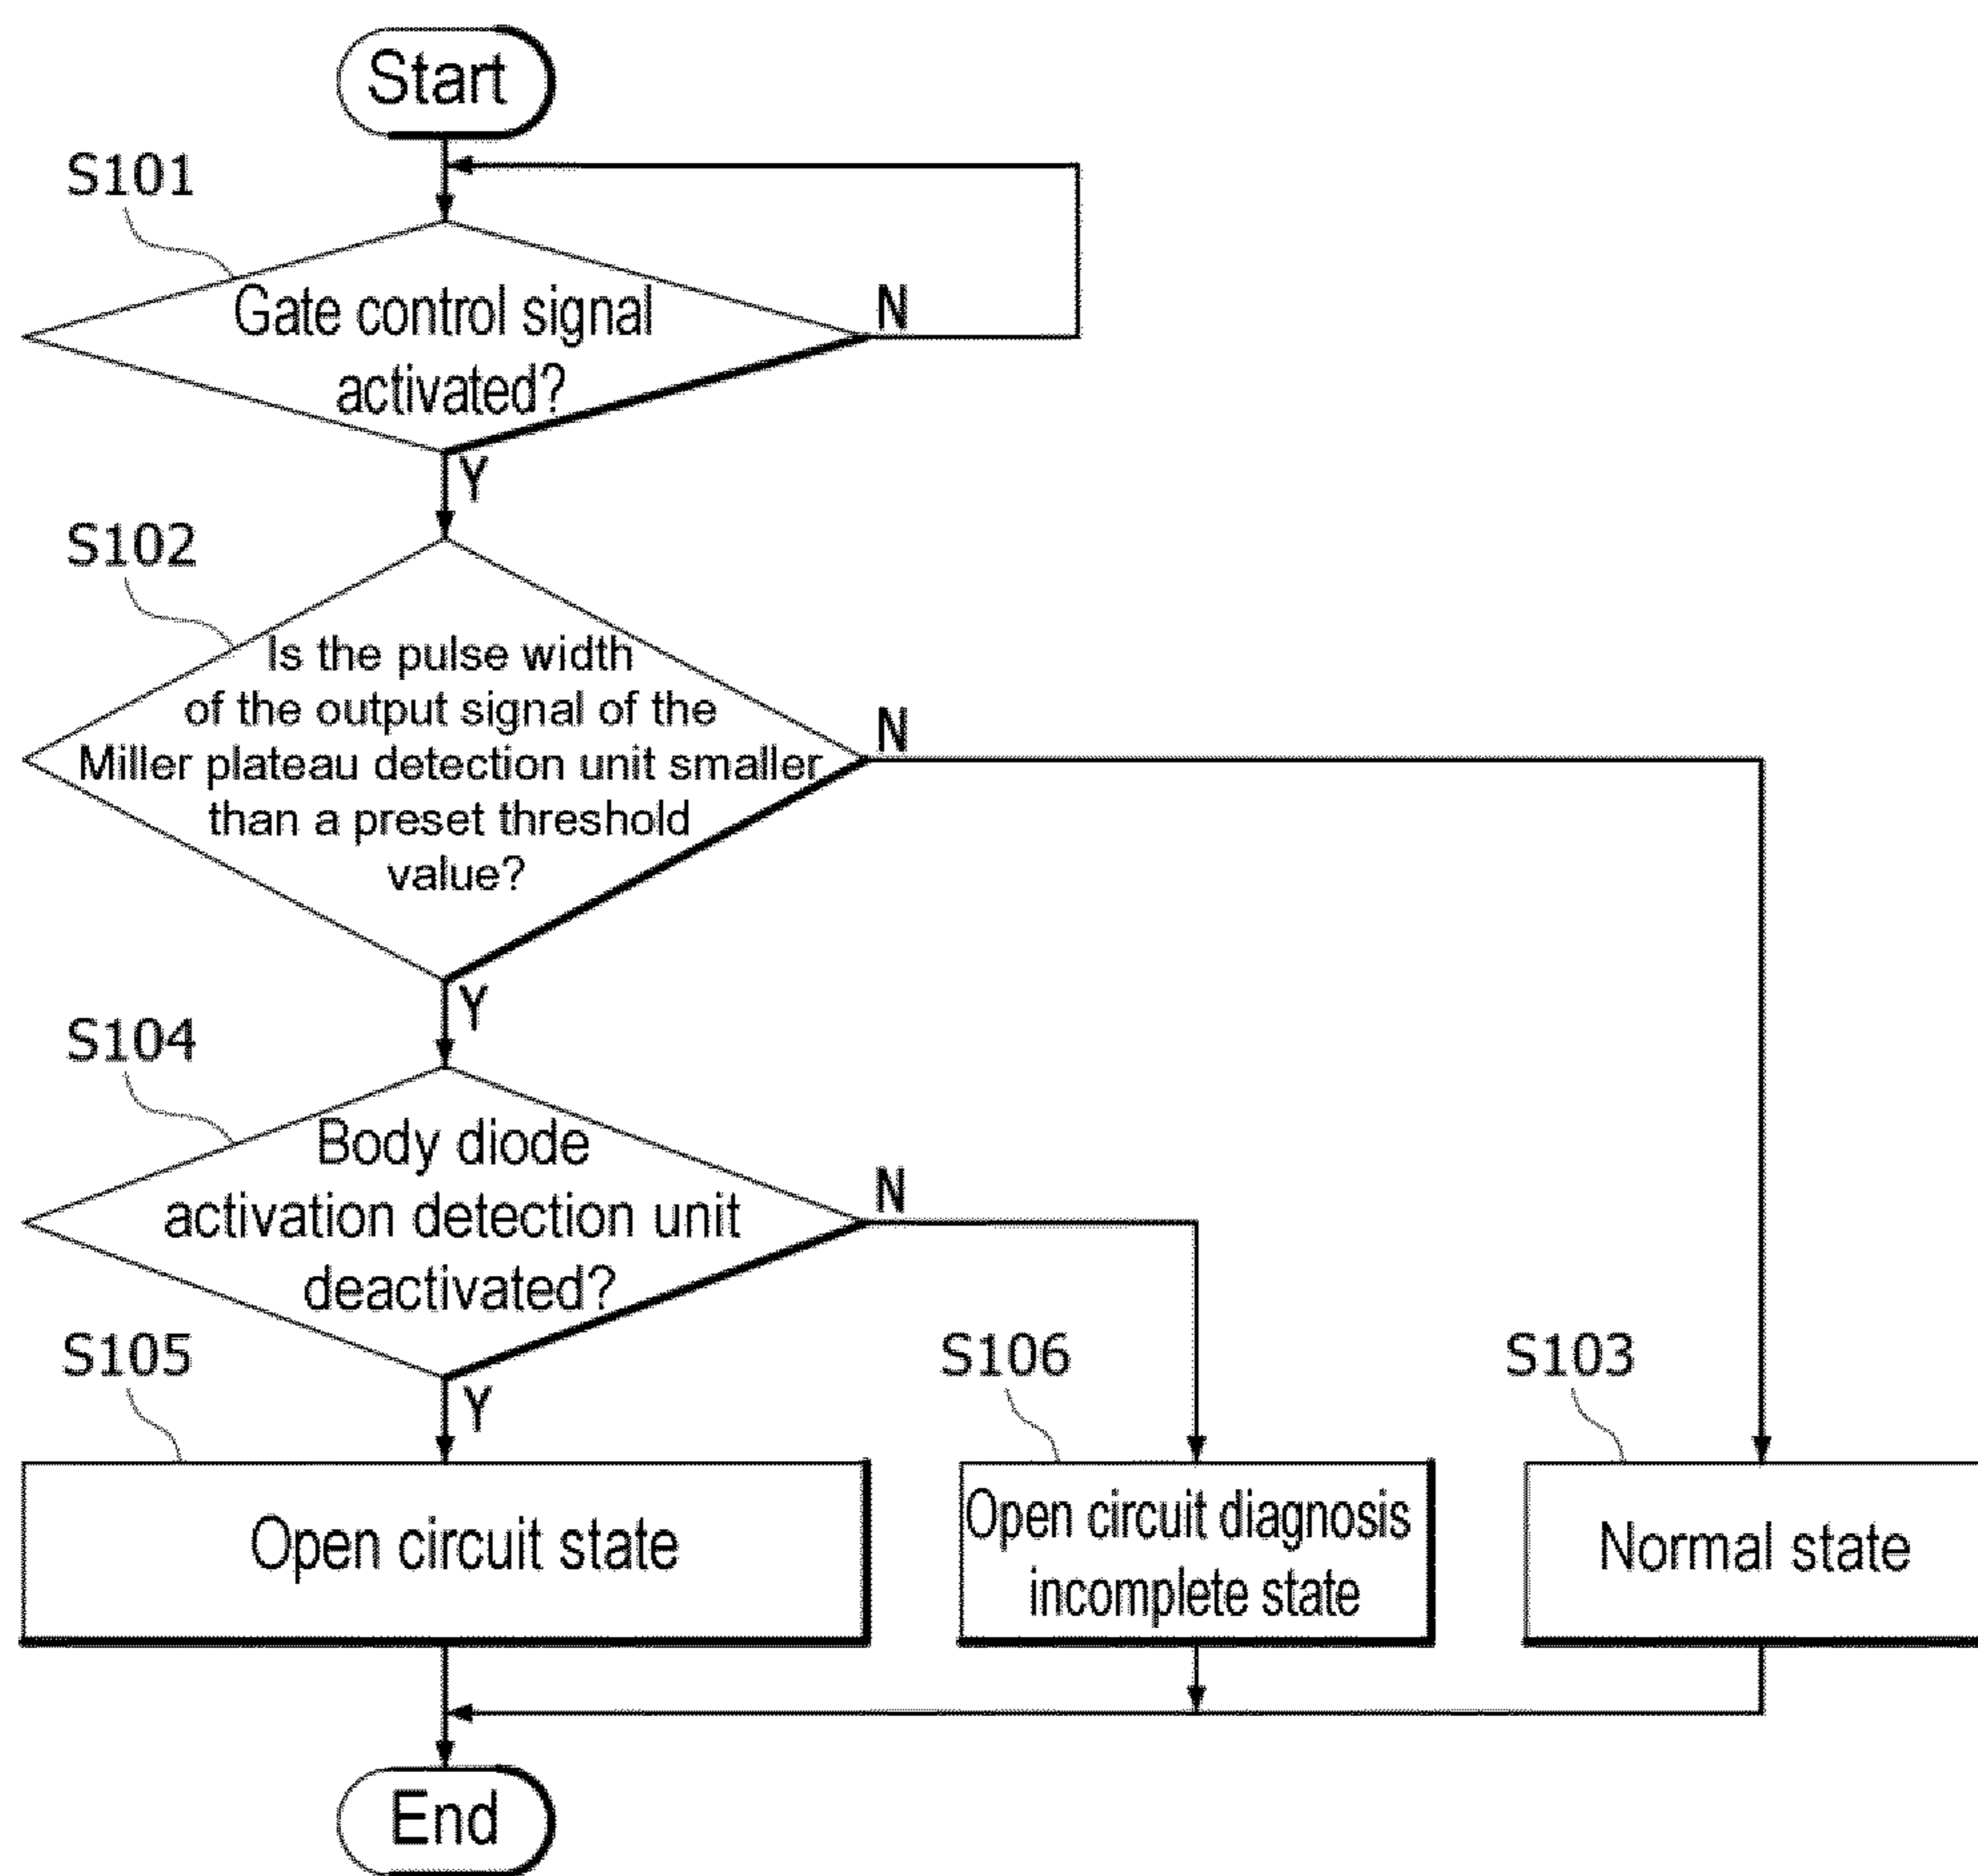 Start
S101
Gate control signal
activated?
N
Y
S102
Is the pulse width
of the output signal of the
Miller plateau detection unit smaller
than a preset threshold
value?
N
Y
S104
Body diode
activation detection unit
deactivated?
N
Y
S105
Open circuit state
S106
Open circuit diagnosis
incomplete state
S103
Normal state
End